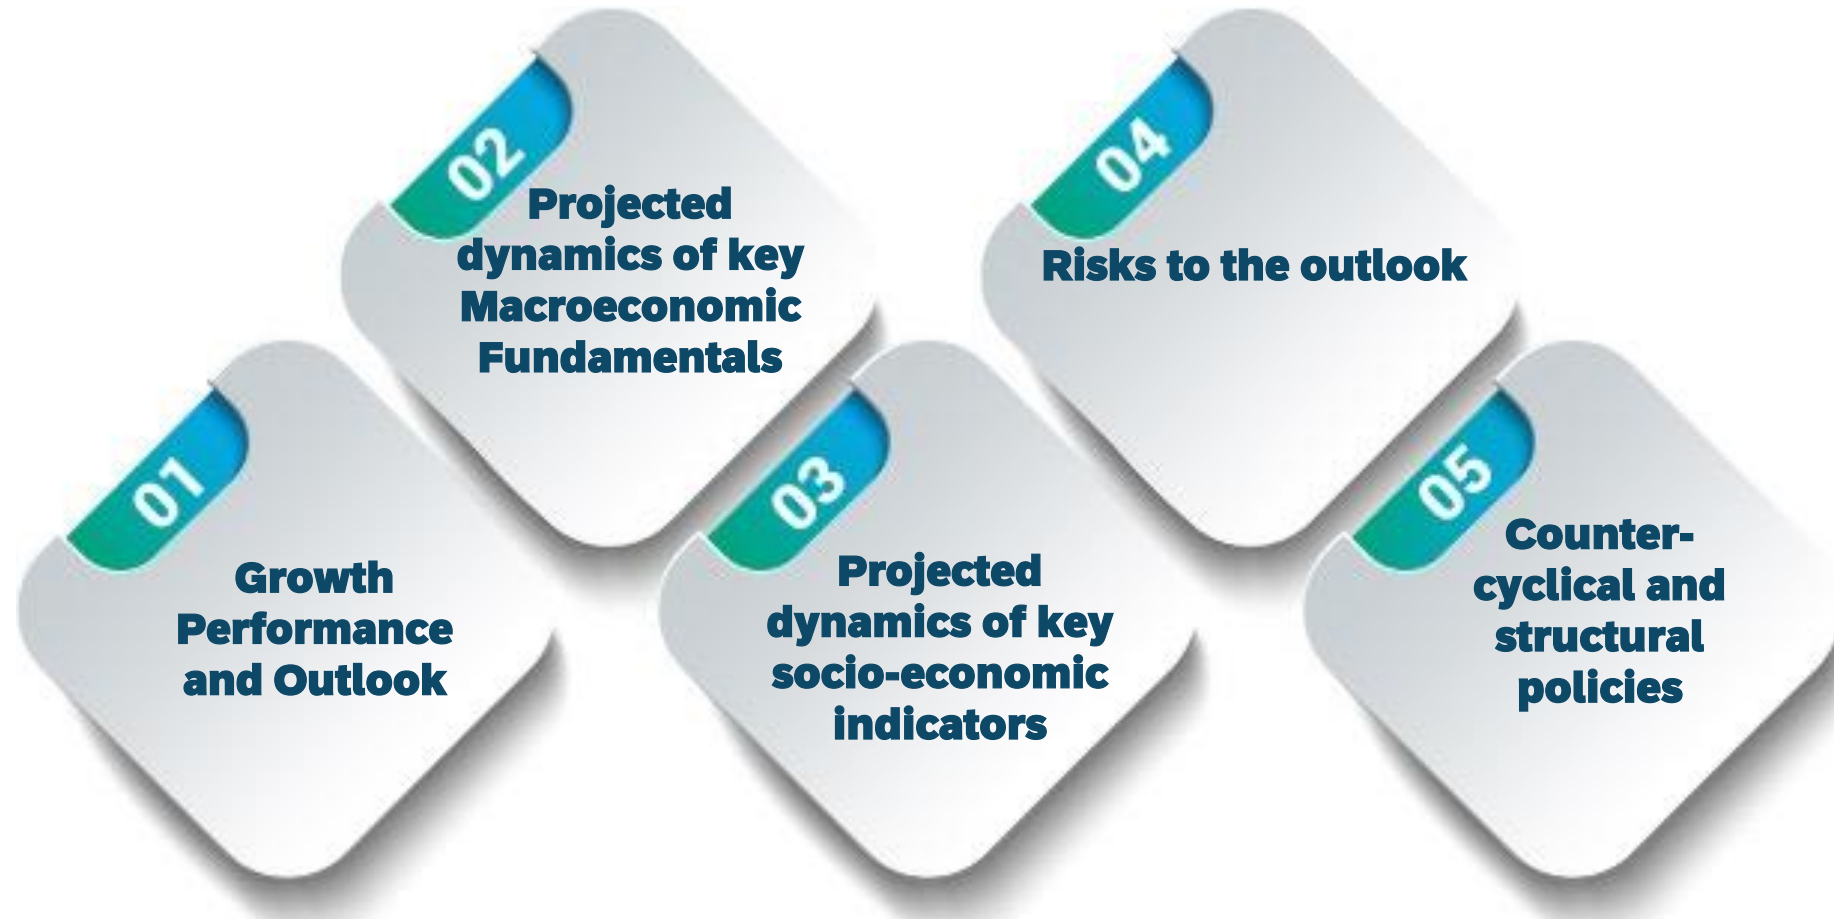 01
Growth
Performance
and Outlook
02
Projected
dynamics of key
Macroeconomic
Fundamentals
03
Projected
dynamics of key
socio-economic
indicators
04
Risks to the outlook
05
Counter-
cyclical and
structural
policies